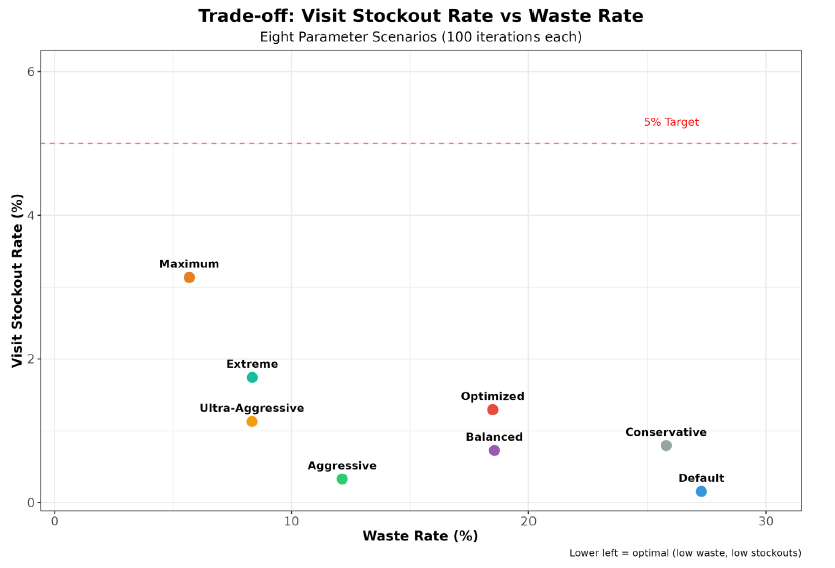 Trade-off: Visit Stockout Rate vs Waste Rate
Eight Parameter Scenarios (100 iterations each)
6
5% Target
4
Visit Stockout Rate (%)
Maximum
2
Extreme
Optimized
Ultra-Aggressive
Conservative
Balanced
Aggressive
Default
0
0
10
20
30
Waste Rate (%)
Lower left = optimal (low waste, low stockouts)